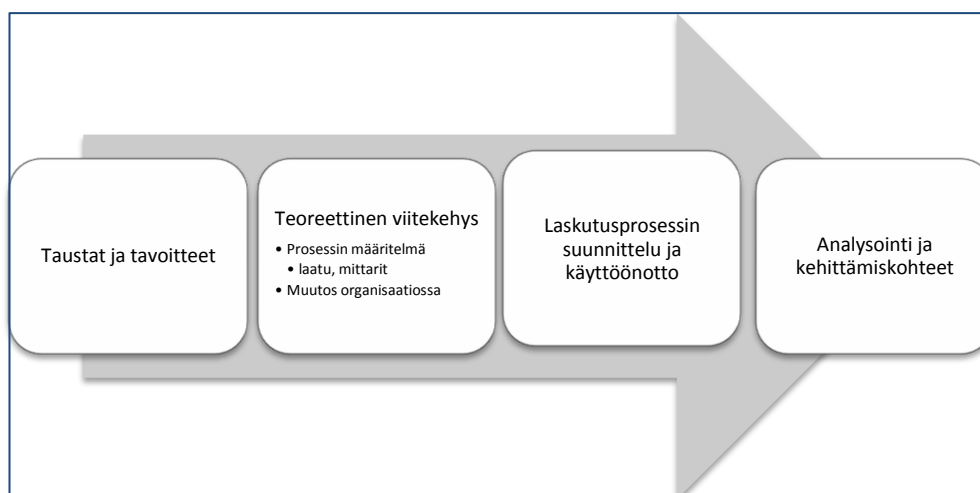 Taustat ja tavoitteet
Teoreettinen viitekehys
• Prosessin määritelmä
• laatu, mittarit
• Muutos organisaatiossa
Laskutusprosessin
suunnittelu ja
käyttöönotto
Analysointi ja
kehittämiskohteet